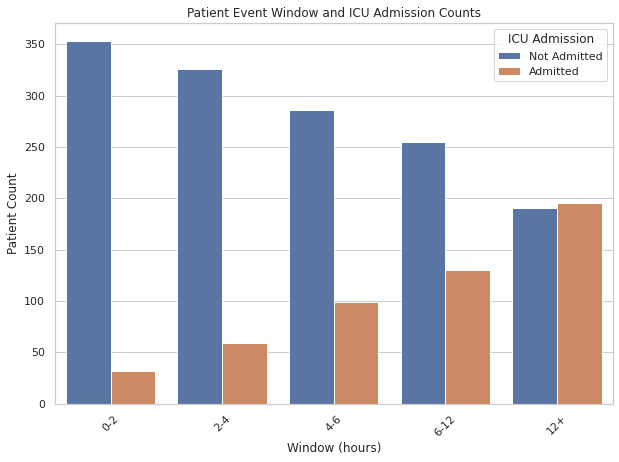 Patient Event Window and ICU Admission Counts
ICU Admission
Not Admitted
Admitted
Patient Count
350
300
250
200
150
100
50
0
0-2
2-4
4-6
6-12
12+
Window (hours)